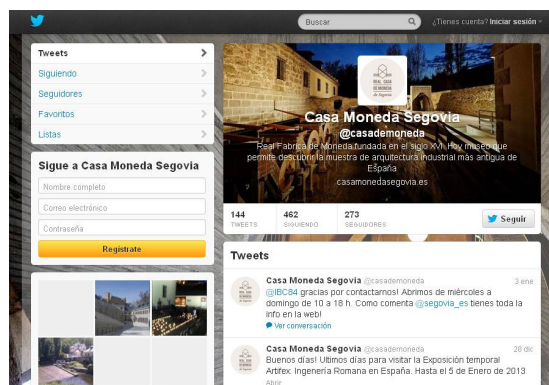 Buscar
¿Tienes cuenta? Iniciar sesión
Tweets
Siguiendo
Seguidores
Favoritos
Listas
Sigue a Casa Moneda Segovia
Nombre completo
Correo electrónico
Contraseña
Regístrate
REAL CASA
DE MONEDA
de Segovia
Casa Moneda Segovia
@casademoneda
Real Fabrica de Moneda fundada en el siglo XVI. Hoy museo que
permite descubrir la muestra de arquitectura industrial más antigua de
España
casamonedasegovia.es
144
TWEETS
462
SIGUIENDO
273
SEGUIDORES
Seguir
Tweets
Casa Moneda Segovia @casademoneda
3 ene
@IBC84 gracias por contactarnos! Abrimos de miércoles a
domingo de 10 a 18 h. Como comenta @segovia_es tienes toda la
info en la web!
Ver conversación
Casa Moneda Segovia @casademoneda
28 dic
Buenos días! Ultimos días para visitar la Exposición temporal
Artifex. Ingenería Romana en España. Hasta el 5 de Enero de 2013
Abrir